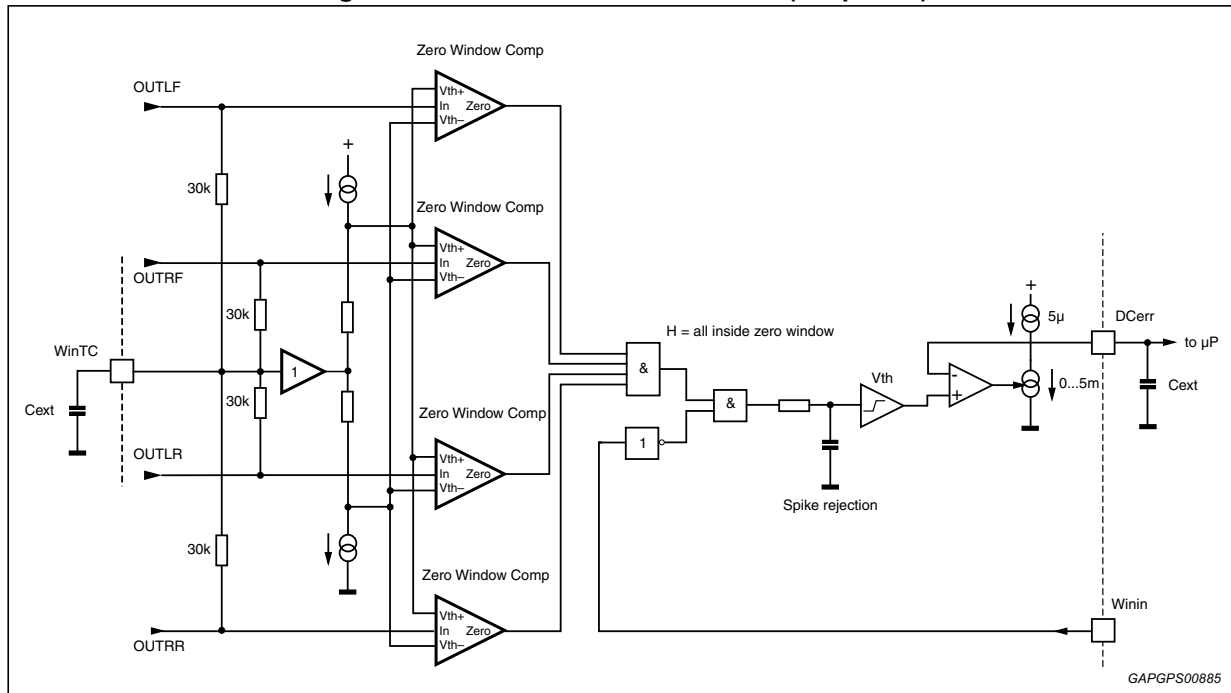 Zero Window Comp
OUTLF
Vth+
In Zero
Vth–
+
30k
Zero Window Comp
Vth+
In Zero
Vth–
OUTRF
30k
+
5µ
DCerr
H = all inside zero window
to µP
WinTC
1
&
Vth
-
+
0...5m
Cext
30k
&
Cext
Zero Window Comp
1
OUTLR
Vth+
In Zero
Vth–
Spike rejection
30k
Zero Window Comp
Vth+
In Zero
Vth–
OUTRR
Winin
GAPGPS00885